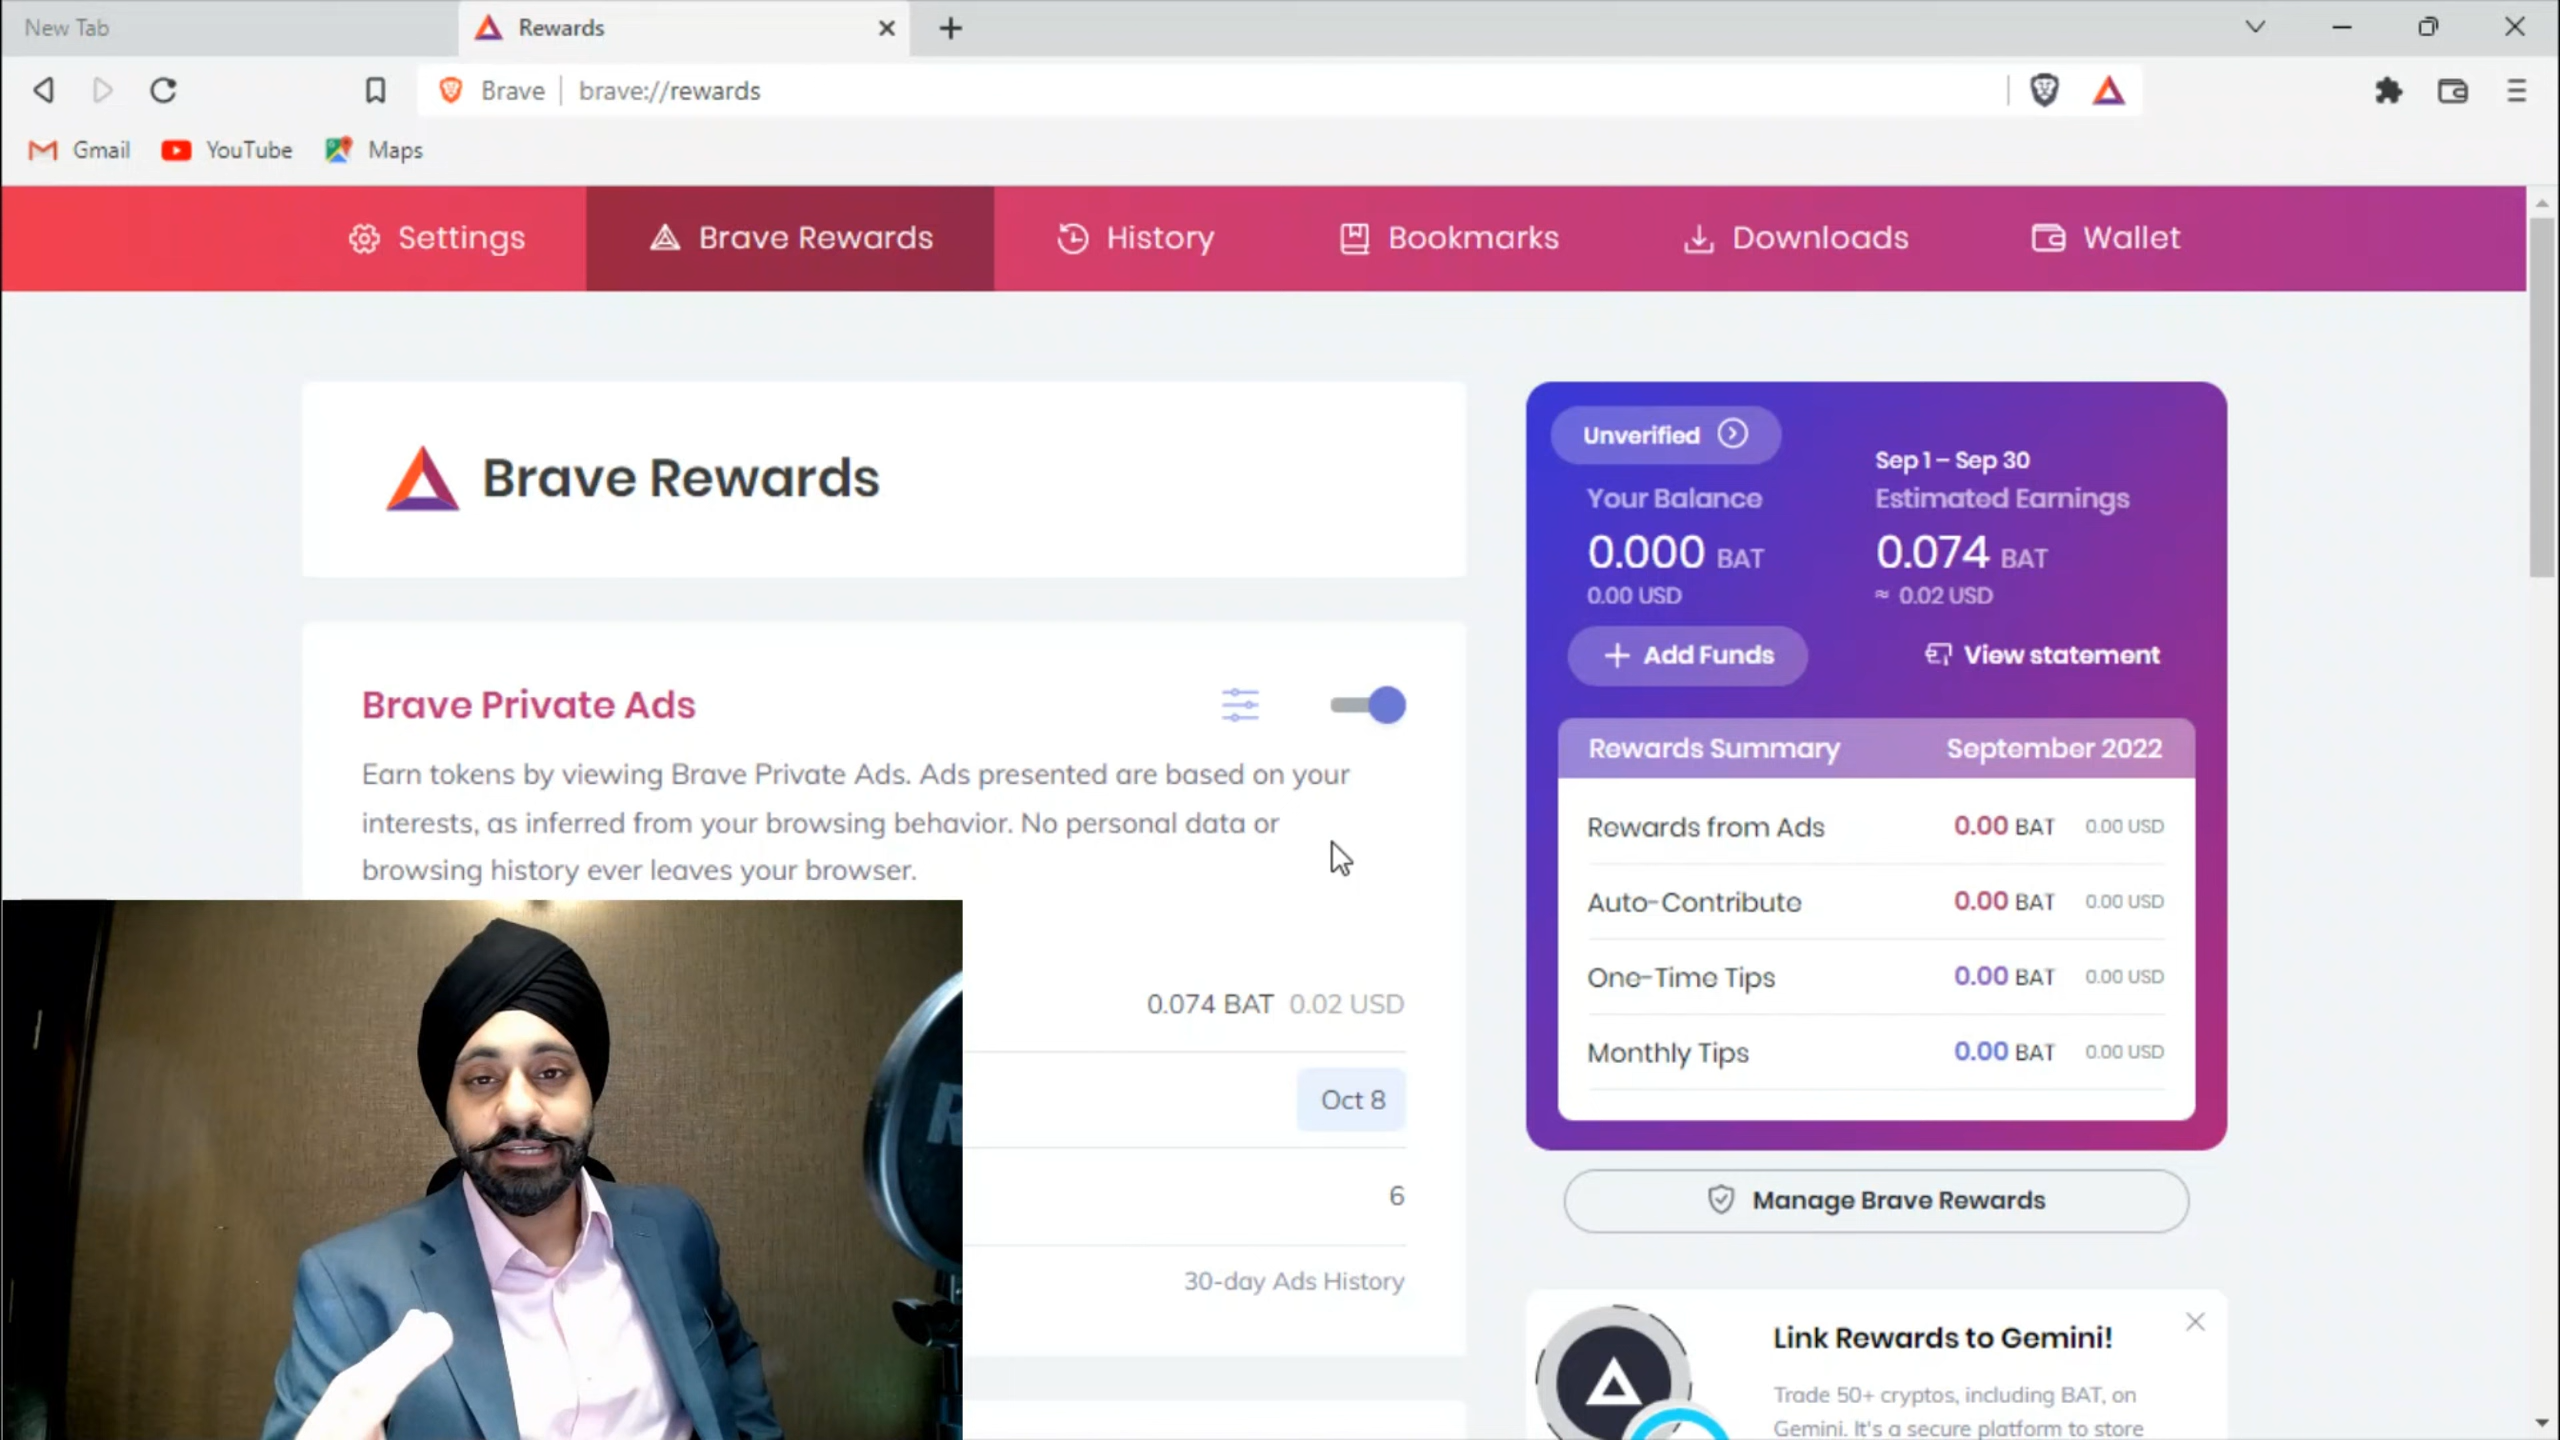 New Tab
Rewards
Brave | brave://rewards
Gmail YouTube Maps
Settings Brave Rewards History Bookmarks Downloads Wallet
Brave Rewards
Brave Private Ads
Earn tokens by viewing Brave Private Ads. Ads presented are based on your
interests, as inferred from your browsing behavior. No personal data or
browsing history ever leaves your browser.
0.074 BAT 0.02 USD
Oct 8
6
30-day Ads History
Unverified
Your Balance
0.000 BAT
0.00 USD
Sep 1 – Sep 30
Estimated Earnings
0.074 BAT
≈ 0.02 USD
+ Add Funds
View statement
Rewards Summary September 2022
Rewards from Ads 0.00 BAT 0.00 USD
Auto-Contribute 0.00 BAT 0.00 USD
One-Time Tips 0.00 BAT 0.00 USD
Monthly Tips 0.00 BAT 0.00 USD
Manage Brave Rewards
Link Rewards to Gemini!
Trade 50+ cryptos, including BAT, on
Gemini. It's a secure platform to store